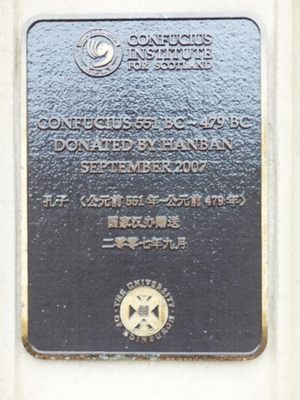 CONFUCIUS
INSTITUTE
FOR SCOTLAND
CONFUCIUS 551 BC - 479 BC
DONATED BY HANBAN
SEPTEMBER 2007
孔子 《公元前 551 年-公元前 479 年》
国家汉办赠送
二零零七年九月
THE UNIVERSITY OF EDINBURGH